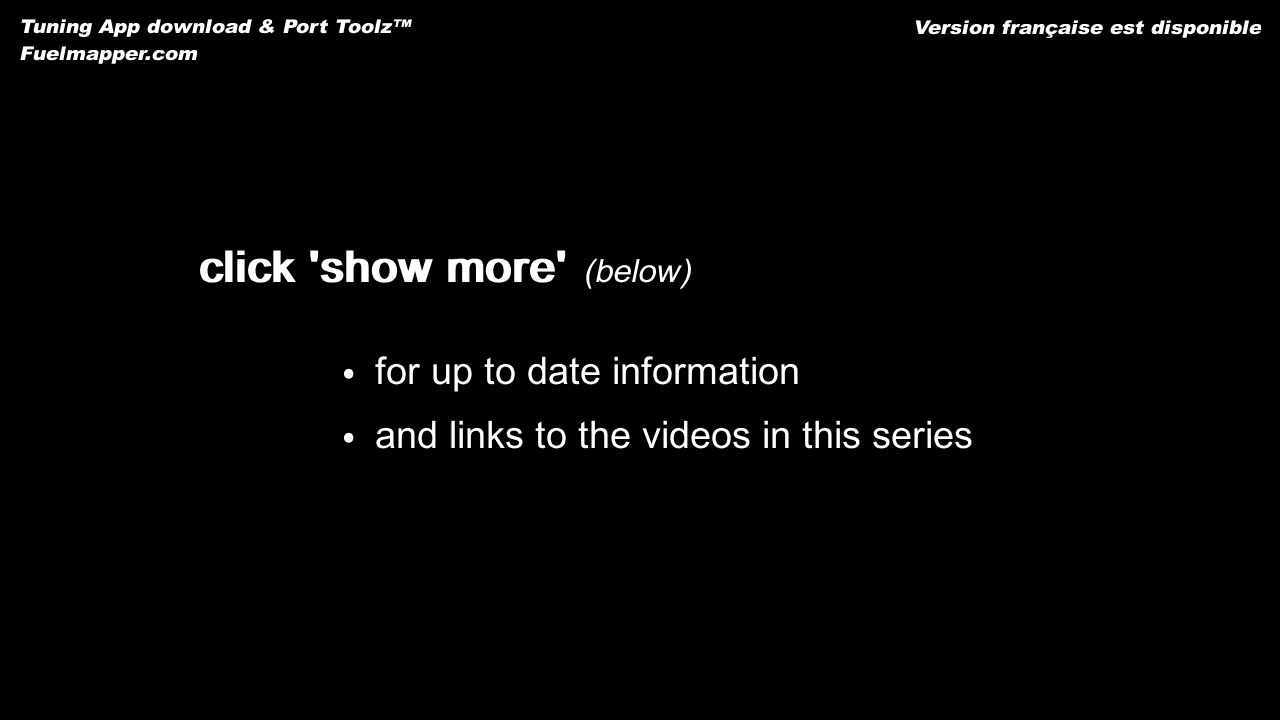 Tuning App download & Port Toolz™
Fuelmapper.com
Version française est disponible
click 'show more' (below)
• for up to date information
• and links to the videos in this series